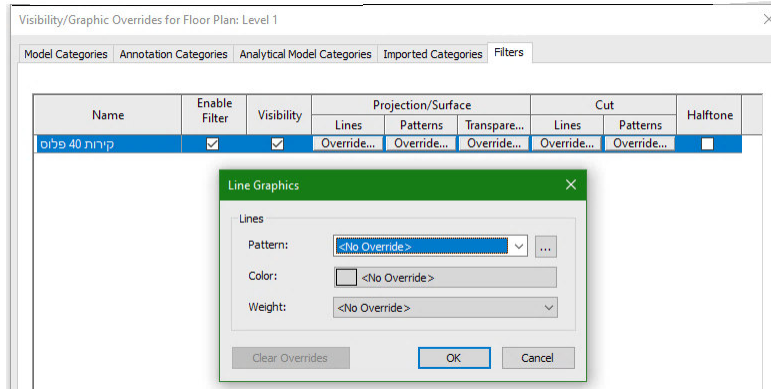 Visibility/Graphic Overrides for Floor Plan: Level 1
Model Categories Annotation Categories Analytical Model Categories Imported Categories Filters
Name Enable Filter Visibility Projection/Surface Cut Halftone
Lines Patterns Transpare... Lines Patterns
קירות 40 פלוס Override... Override... Override... Override... Override...
Line Graphics
Lines
Pattern: <No Override> ...
Color: <No Override>
Weight: <No Override>
Clear Overrides OK Cancel